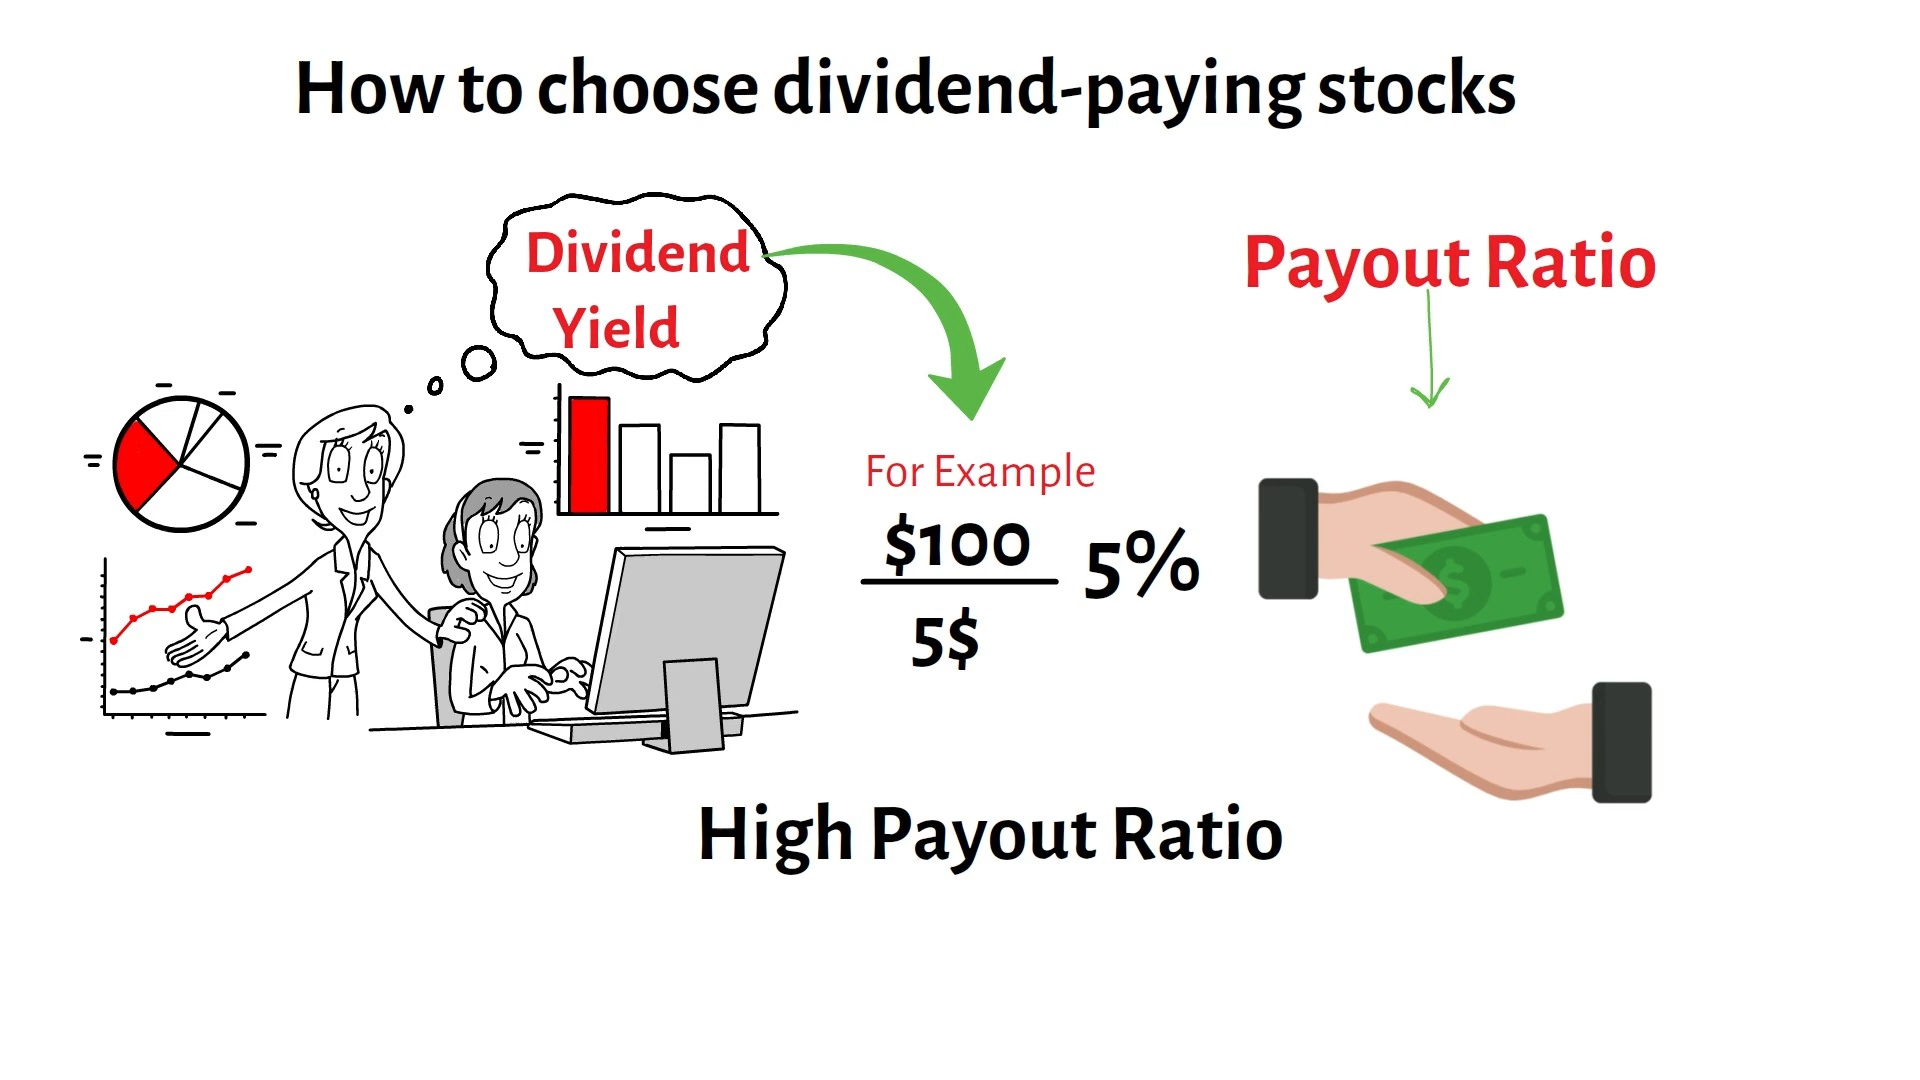 How to choose dividend-paying stocks
Dividend
Yield
Payout Ratio
For Example
$100
5%
5$
$
High Payout Ratio